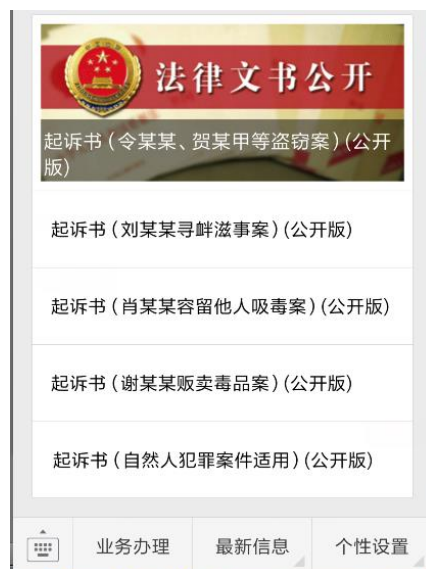 法律文书公开
起诉书(令某某、贺某甲等盗窃案)(公开
版)
起诉书(刘某某寻衅滋事案)(公开版)
起诉书(肖某某容留他人吸毒案)(公开版)
起诉书(谢某某贩卖毒品案)(公开版)
起诉书(自然人犯罪案件适用)(公开版)
业务办理 最新信息 个性设置